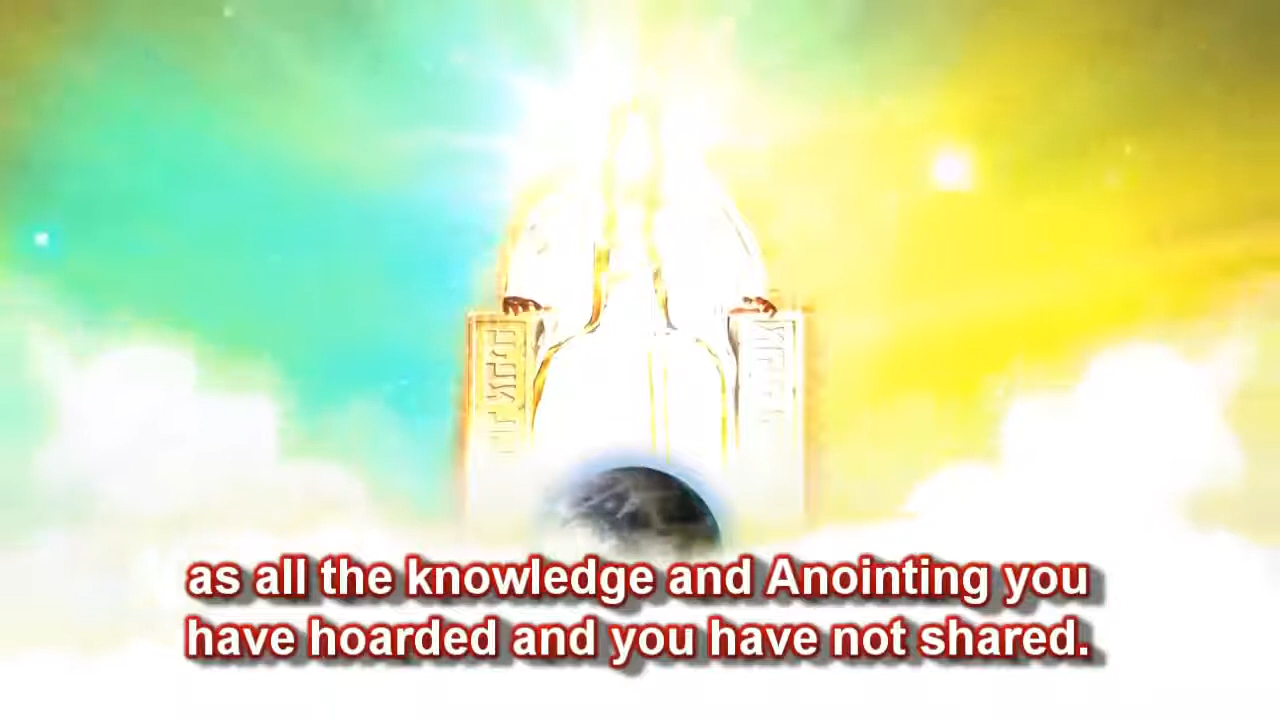 as all the knowledge and Anointing you
have hoarded and you have not shared.